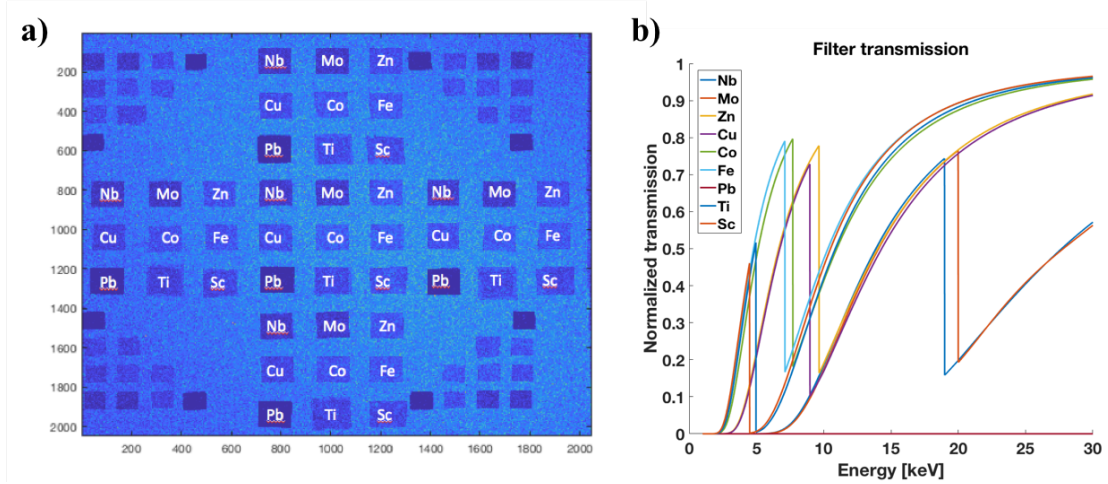 a)
200
400
600
800
1000
1200
1400
1600
1800
2000
200 400 600 800 1000 1200 1400 1600 1800 2000
Nb Mo Zn
Cu Co Fe
Pb Ti Sc
Nb Mo Zn Nb Mo Zn Nb Mo Zn
Cu Co Fe Cu Co Fe Cu Co Fe
Pb Ti Sc Pb Ti Sc Pb Ti Sc
Nb Mo Zn
Cu Co Fe
Pb Ti Sc
b)
Filter transmission
Normalized transmission
1
0.9
0.8
0.7
0.6
0.5
0.4
0.3
0.2
0.1
0
Nb
Mo
Zn
Cu
Co
Fe
Pb
Ti
Sc
0 5 10 15 20 25 30
Energy [keV]